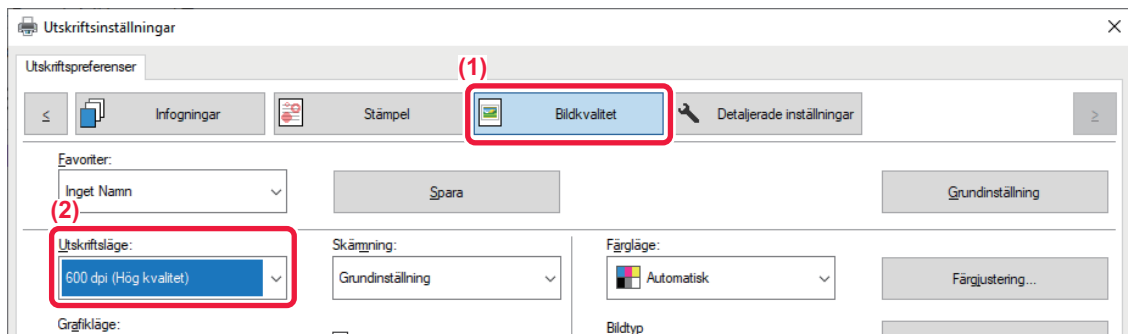 Utskriftsinställningar
Utskriftspreferenser
(1)
< Infogningar Stämpel Bildkvalitet Detaljerade inställningar >
Favoriter:
Inget Namn Spara Grundinställning
(2)
Utskriftsläge: Skärmning: Färgläge:
600 dpi (Hög kvalitet) Grundinställning Automatisk Färgjustering...
Grafikläge: Bildtyp